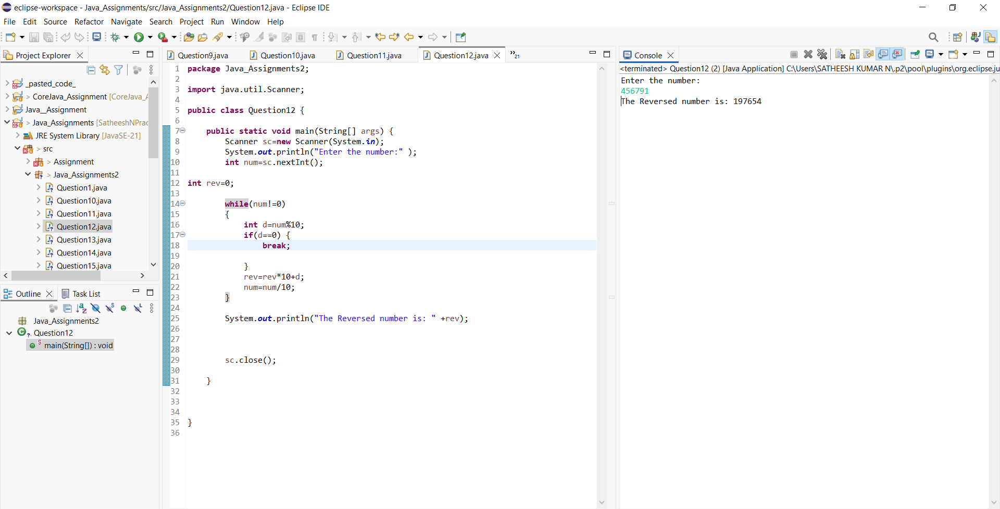 eclipse-workspace - Java_Assignments/src/Java_Assignments2/Question12.java - Eclipse IDE
File Edit Source Refactor Navigate Search Project Run Window Help
Project Explorer
_pasted_code_
> CoreJava_Assignment [CoreJava_A
Java__Assignment
> Java_Assignments [SatheeshNPrac
JRE System Library [JavaSE-21]
> src
> Assignment
> Java_Assignments2
Question1.java
Question10.java
Question11.java
Question12.java
Question13.java
Question14.java
Question15.java
Outline Task List
Java_Assignments2
Question12
main(String[]) : void
Question9.java Question10.java Question11.java Question12.java »21
1 package Java_Assignments2;
2
3 import java.util.Scanner;
4
5 public class Question12 {
6
7 public static void main(String[] args) {
8 Scanner sc=new Scanner(System.in);
9 System.out.println("Enter the number:" );
10 int num=sc.nextInt();
11
12 int rev=0;
13
14 while(num!=0)
15 {
16 int d=num%10;
17 if(d==0) {
18 break;
19
20 }
21 rev=rev*10+d;
22 num=num/10;
23 }
24
25 System.out.println("The Reversed number is: " +rev);
26
27
28
29 sc.close();
30
31 }
32
33
34
35 }
36
Console
<terminated> Question12 (2) [Java Application] C:\Users\SATHEESH KUMAR N\.p2\pool\plugins\org.eclipse.ju
Enter the number:
456791
The Reversed number is: 197654